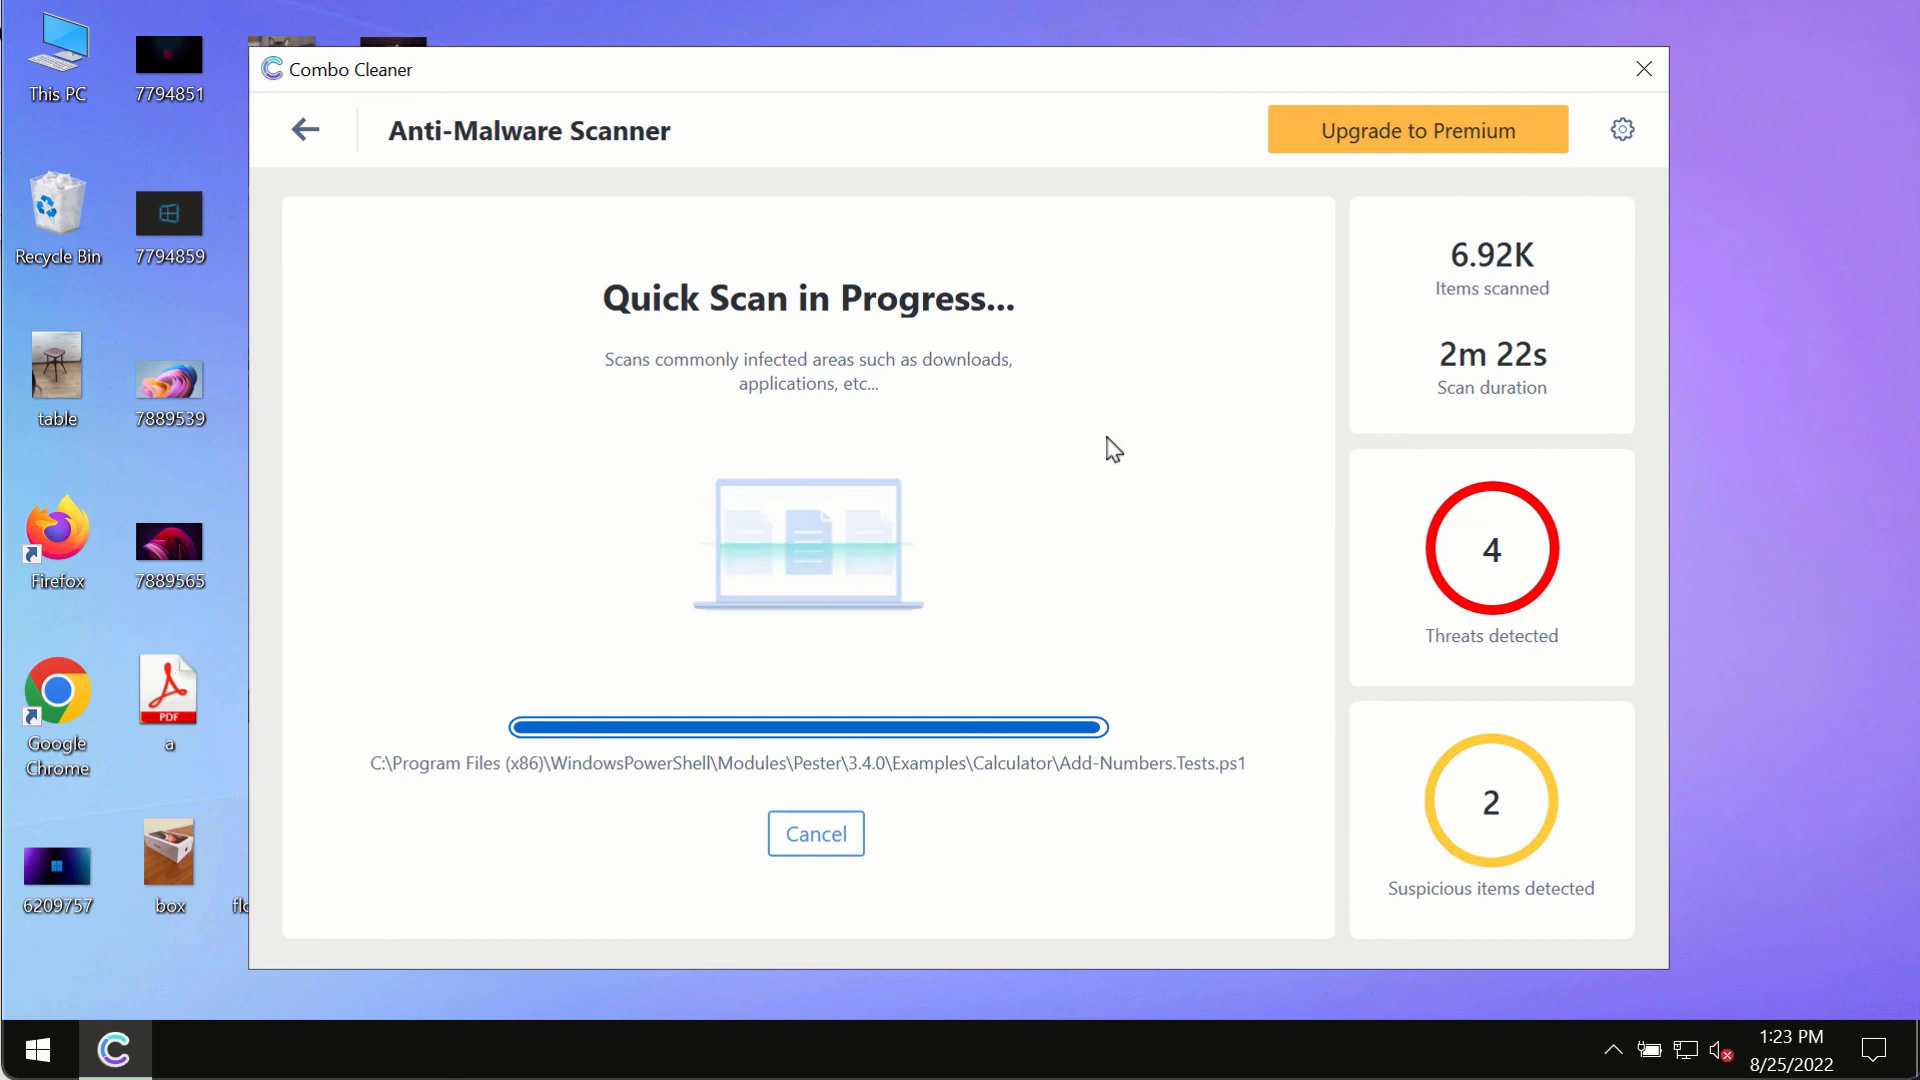 This PC
7794851
Recycle Bin
7794859
table
7889539
Firefox
7889565
Google
Chrome
a
PDF
6209757
box
Combo Cleaner
Anti-Malware Scanner
Upgrade to Premium
Quick Scan in Progress...
Scans commonly infected areas such as downloads,
applications, etc...
C:\Program Files (x86)\WindowsPowerShell\Modules\Pester\3.4.0\Examples\Calculator\Add-Numbers.Tests.ps1
Cancel
6.92K
Items scanned
2m 22s
Scan duration
4
Threats detected
2
Suspicious items detected
1:23 PM
8/25/2022